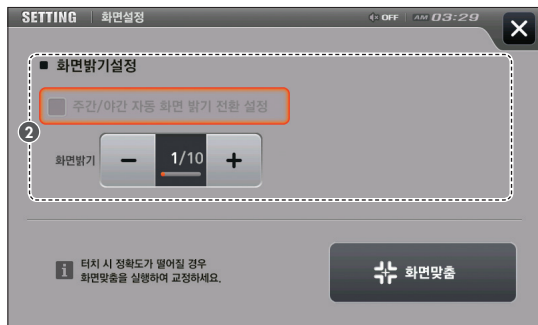 SETTING 화면설정 OFF AM 03:29
■ 화면밝기설정
주간/야간 자동 화면 밝기 전환 설정
2
화면밝기 − 1/10 +
터치 시 정확도가 떨어질 경우
화면맞춤을 실행하여 교정하세요.
화면맞춤